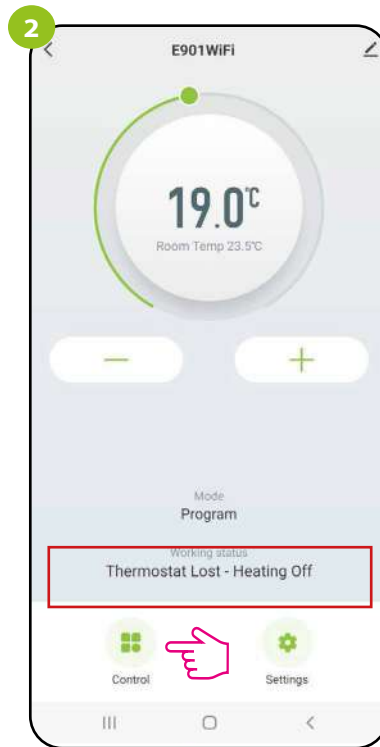 2
E901WiFi
19.0°C
Room Temp 23.5°C
Mode
Program
Working status
Thermostat Lost - Heating Off
Control
Settings